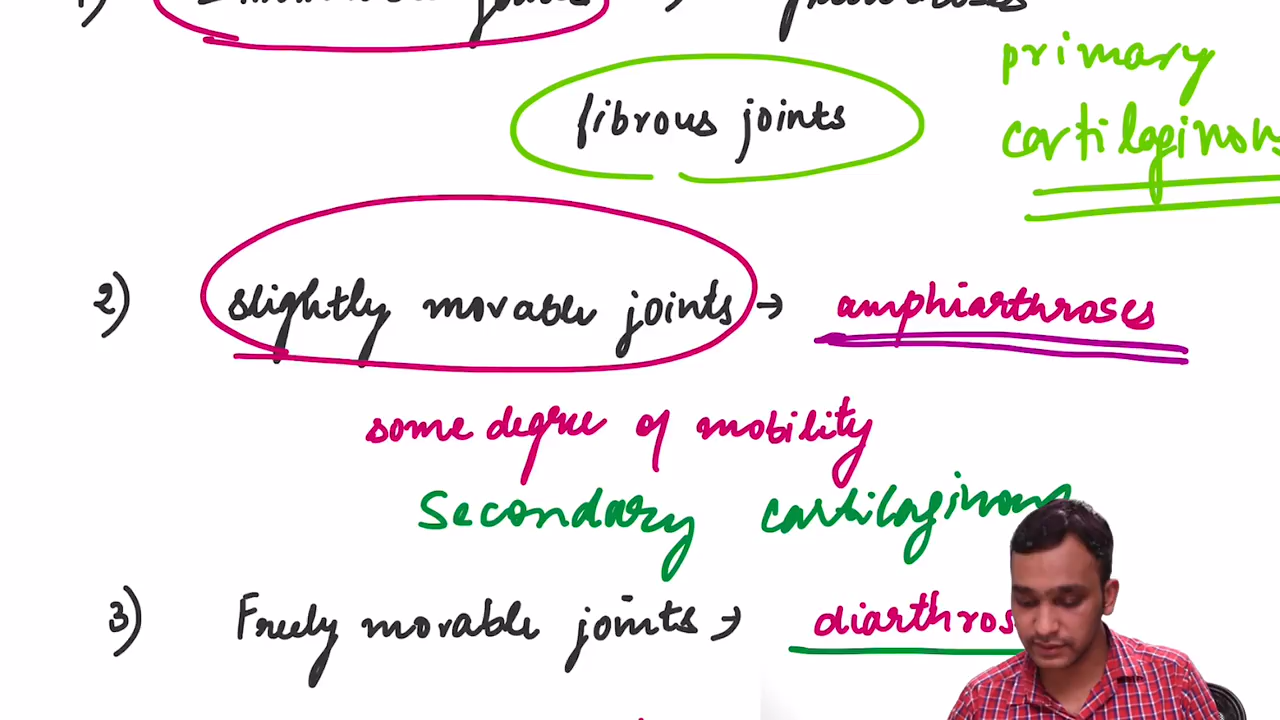 joints →
primary
fibrous joints
cartilaginous
2) slightly movable joints → amphiarthroses
some degree of mobility
Secondary cartilaginous
3) Freely movable joints → diarthros